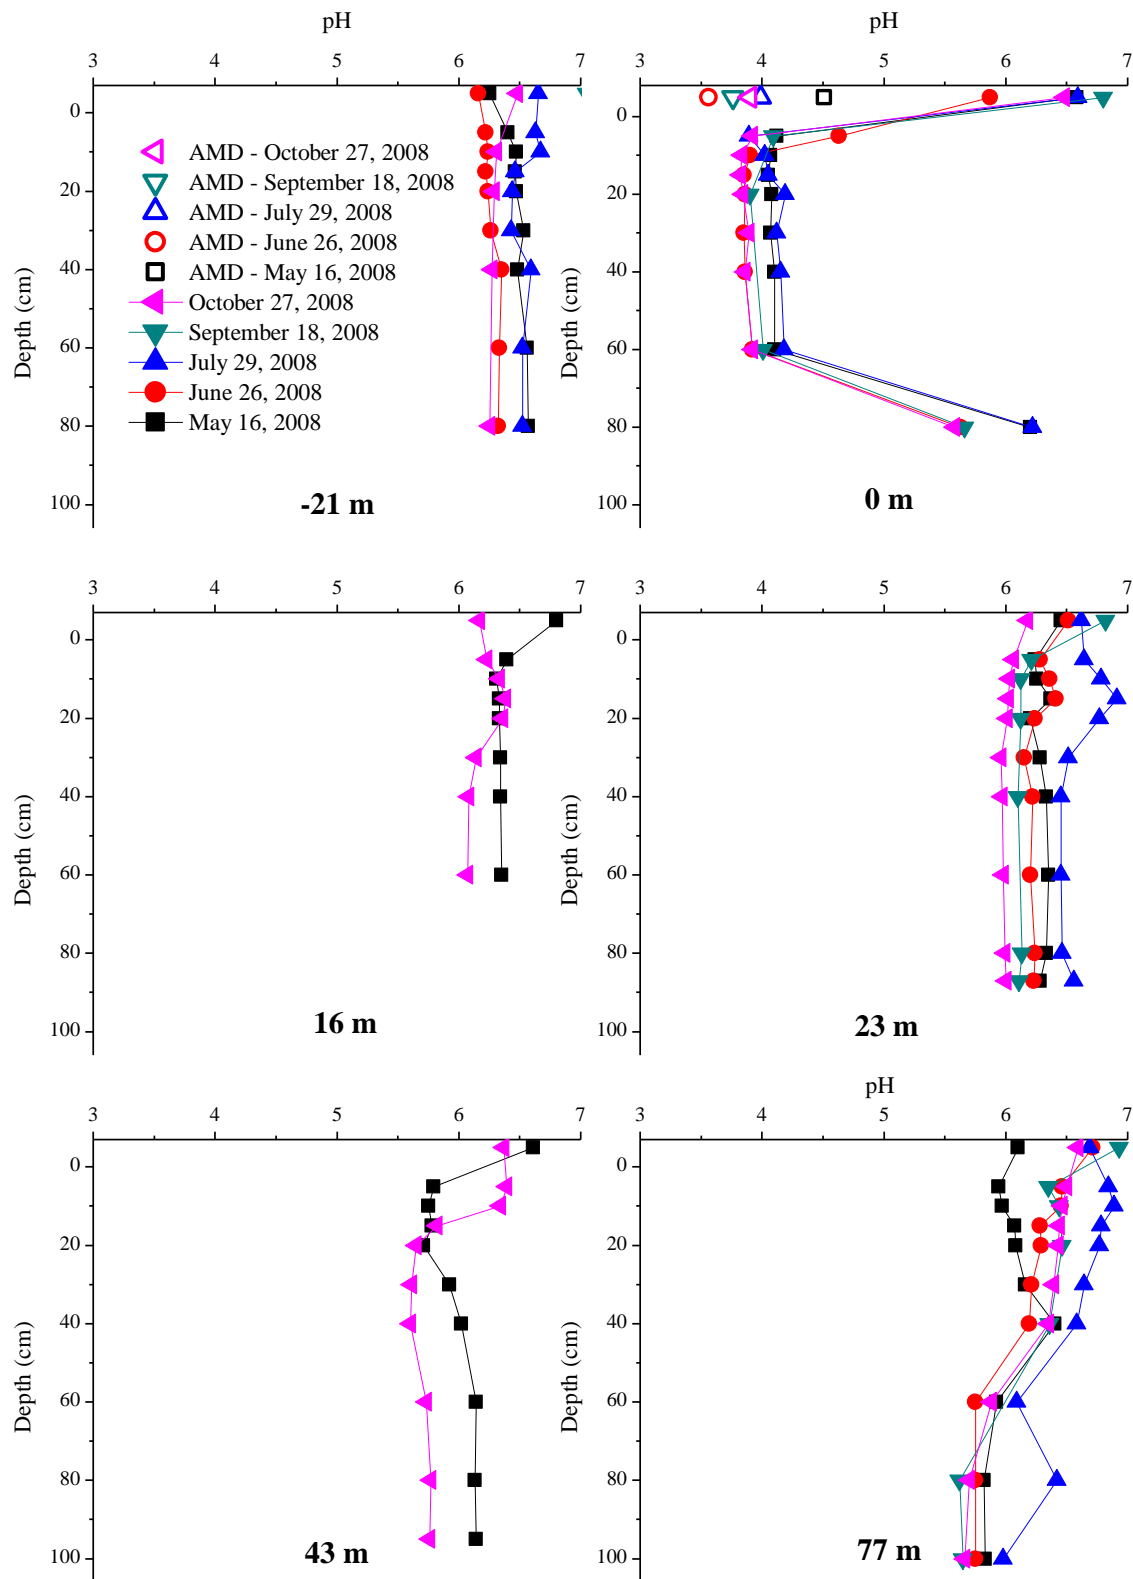 pH
pH
3 4 5 6 7
3 4 5 6 7
0
20
40
60
80
100
Depth (cm)
AMD - October 27, 2008
AMD - September 18, 2008
AMD - July 29, 2008
AMD - June 26, 2008
AMD - May 16, 2008
October 27, 2008
September 18, 2008
July 29, 2008
June 26, 2008
May 16, 2008
-21 m
0
20
40
60
80
100
Depth (cm)
0 m
3 4 5 6 7
0
20
40
60
80
100
Depth (cm)
16 m
3 4 5 6 7
0
20
40
60
80
100
Depth (cm)
23 m
3 4 5 6 7
0
20
40
60
80
100
Depth (cm)
43 m
pH
3 4 5 6 7
0
20
40
60
80
100
Depth (cm)
77 m